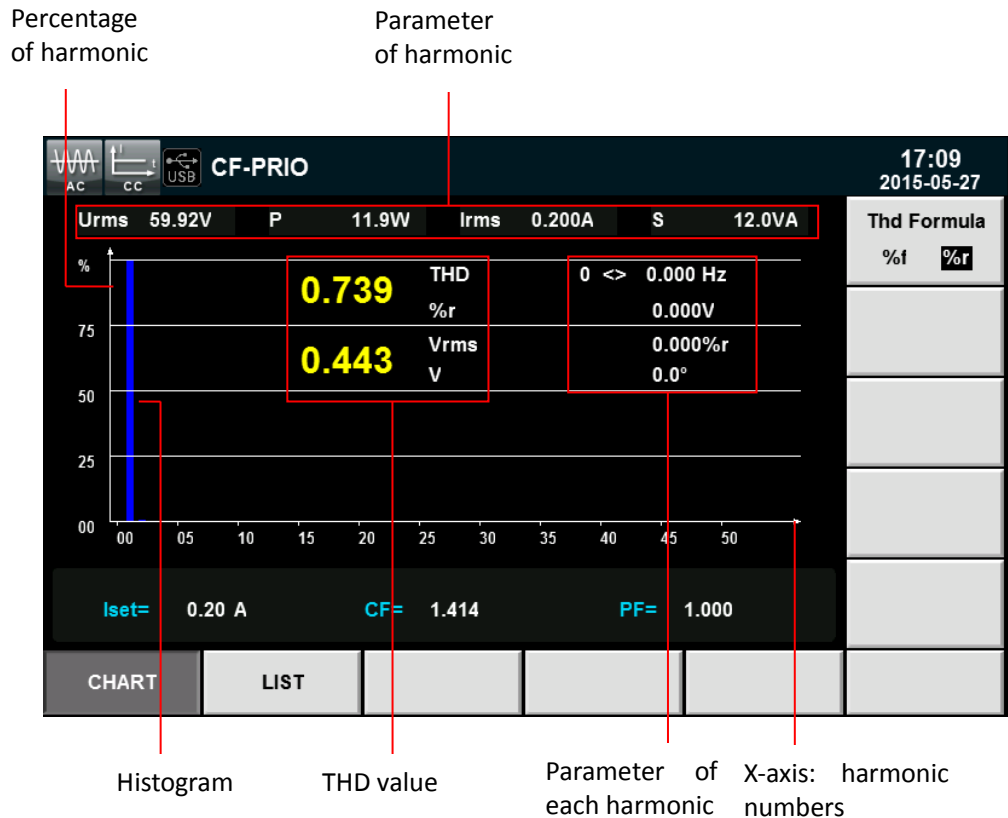 Percentage
of harmonic
Parameter
of harmonic
AC
I
t
CC
USB
CF-PRIO
17:09
2015-05-27
Urms 59.92V P 11.9W Irms 0.200A S 12.0VA
Thd Formula
%f %r
%
75
50
25
00
0.739 THD
%r
0.443 Vrms
V
0 <> 0.000 Hz
0.000V
0.000%r
0.0°
00 05 10 15 20 25 30 35 40 45 50
Iset= 0.20 A CF= 1.414 PF= 1.000
CHART LIST
Histogram
THD value
Parameter of
each harmonic
X-axis: harmonic
numbers